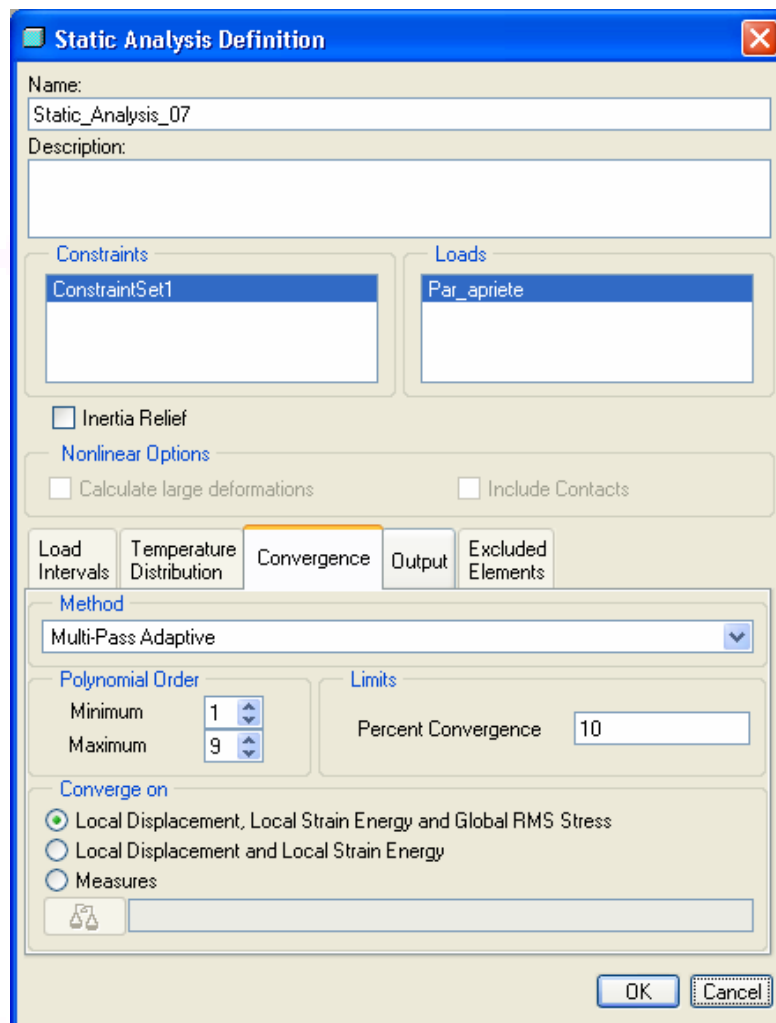 Static Analysis Definition
Name:
Static_Analysis_07
Description:
Constraints
Loads
ConstraintSet1
Par_apriete
Inertia Relief
Nonlinear Options
Calculate large deformations
Include Contacts
Load Intervals
Temperature Distribution
Convergence
Output
Excluded Elements
Method
Multi-Pass Adaptive
Polynomial Order
Limits
Minimum 1
Maximum 9
Percent Convergence 10
Converge on
Local Displacement, Local Strain Energy and Global RMS Stress
Local Displacement and Local Strain Energy
Measures
OK
Cancel